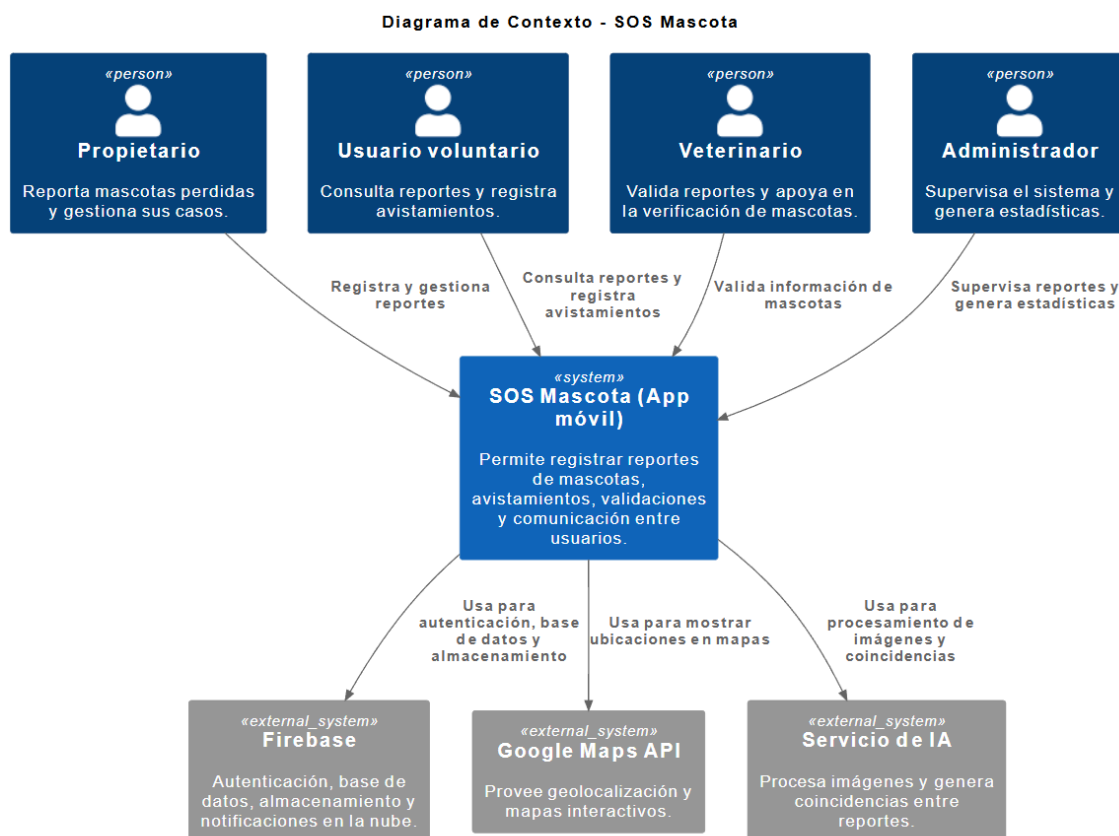 Diagrama de Contexto - SOS Mascota
«person»
Propietario
Reporta mascotas perdidas
y gestiona sus casos.
«person»
Usuario voluntario
Consulta reportes y registra
avistamientos.
«person»
Veterinario
Valida reportes y apoya en
la verificación de mascotas.
«person»
Administrador
Supervisa el sistema y
genera estadísticas.
Registra y gestiona
reportes
Consulta reportes y
registra
avistamientos
Valida información de
mascotas
Supervisa reportes y
genera estadísticas
«system»
SOS Mascota (App
móvil)
Permite registrar reportes
de mascotas,
avistamientos, validaciones
y comunicación entre
usuarios.
Usa para
autenticación, base
de datos y
almacenamiento
Usa para mostrar
ubicaciones en mapas
Usa para
procesamiento de
imágenes y
coincidencias
«external_system»
Firebase
Autenticación, base de
datos, almacenamiento y
notificaciones en la nube.
«external_system»
Google Maps API
Provee geolocalización y
mapas interactivos.
«external_system»
Servicio de IA
Procesa imágenes y genera
coincidencias entre
reportes.